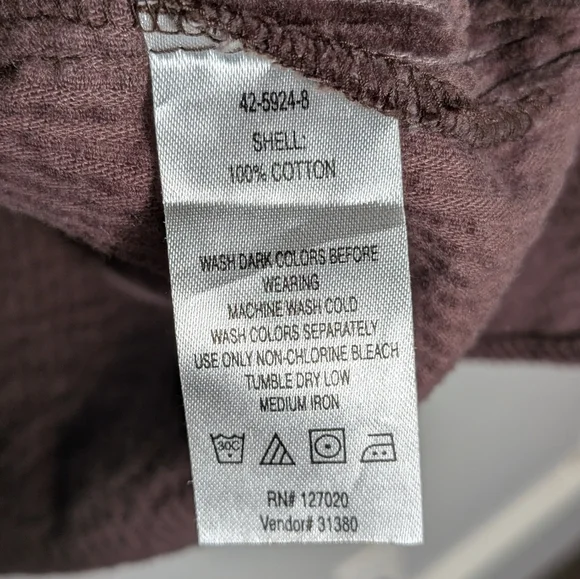 42-5924-8
SHELL:
100% COTTON
WASH DARK COLORS BEFORE
WEARING
MACHINE WASH COLD
WASH COLORS SEPARATELY
USE ONLY NON-CHLORINE BLEACH
TUMBLE DRY LOW
MEDIUM IRON
30C
RN# 127020
Vendor# 31380